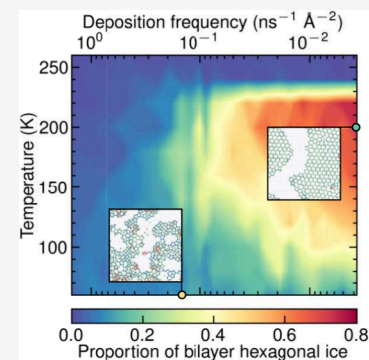 Deposition frequency (ns⁻¹ Å⁻²)
10⁰ 10⁻¹ 10⁻²
250
200
150
100
Temperature (K)
0.0 0.2 0.4 0.6 0.8
Proportion of bilayer hexagonal ice